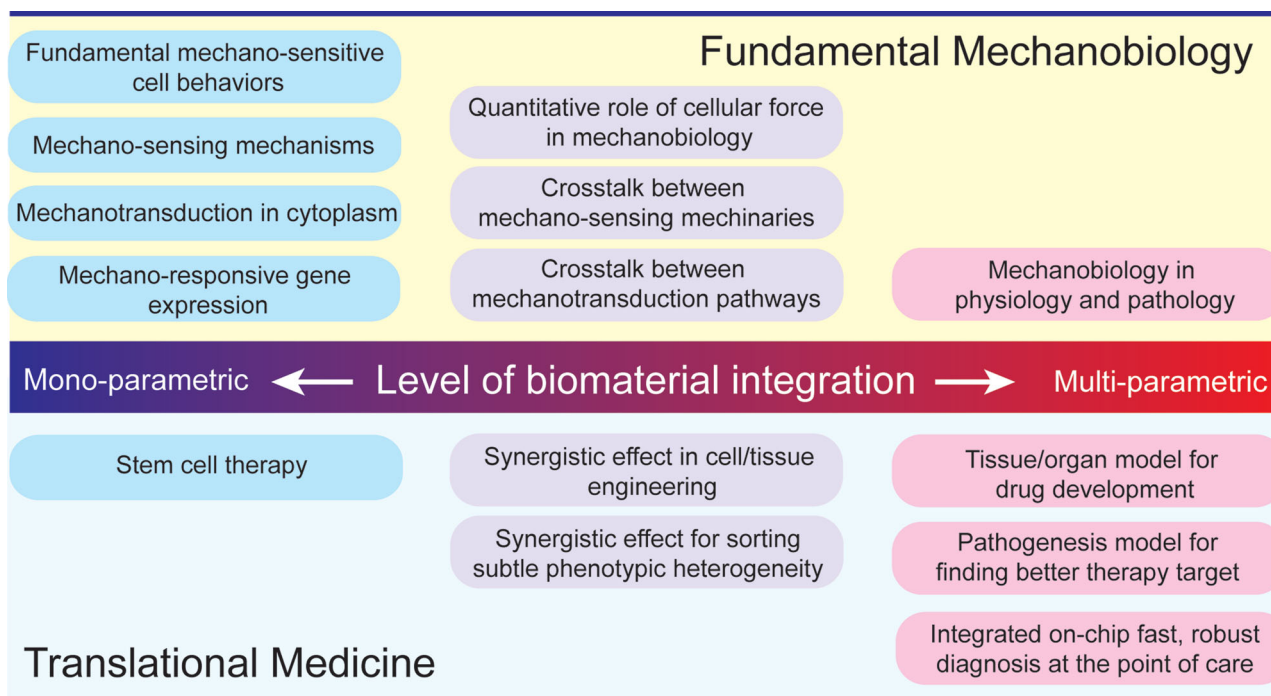 Fundamental Mechanobiology
Fundamental mechano-sensitive
cell behaviors
Mechano-sensing mechanisms
Mechanotransduction in cytoplasm
Mechano-responsive gene
expression
Quantitative role of cellular force
in mechanobiology
Crosstalk between
mechano-sensing mechinaries
Crosstalk between
mechanotransduction pathways
Mechanobiology in
physiology and pathology
Mono-parametric
Level of biomaterial integration
Multi-parametric
Stem cell therapy
Synergistic effect in cell/tissue
engineering
Synergistic effect for sorting
subtle phenotypic heterogeneity
Tissue/organ model for
drug development
Pathogenesis model for
finding better therapy target
Integrated on-chip fast, robust
diagnosis at the point of care
Translational Medicine